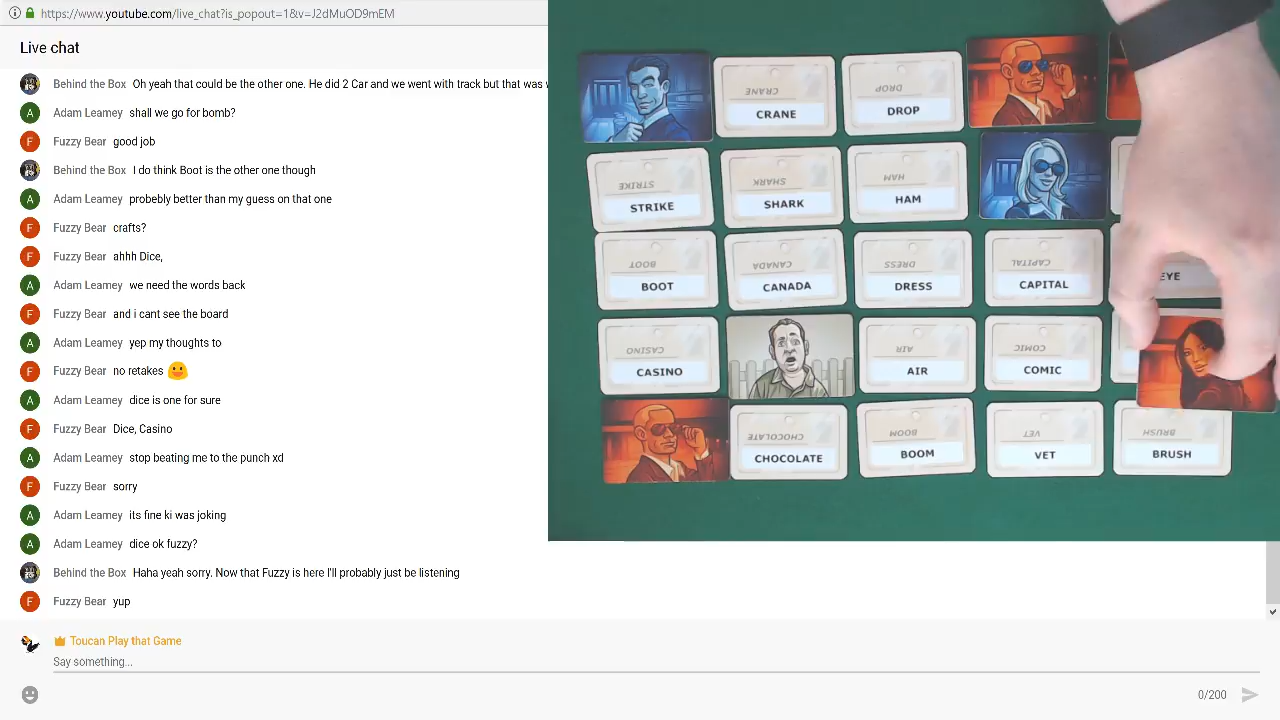 https://www.youtube.com/live_chat?is_popout=1&v=J2dMuOD9mEM
Live chat
Behind the Box Oh yeah that could be the other one. He did 2 Car and we went with track but that was
Adam Leamey shall we go for bomb?
Fuzzy Bear good job
Behind the Box I do think Boot is the other one thohgh
Adam Leamey probebly better than my guess on that one
Fuzzy Bear crafts?
Fuzzy Bear ahhh Dice,
Adam Leamey we need the words back
Fuzzy Bear and i cant see the board
Adam Leamey yep my thoughts to
Fuzzy Bear no retakes
Adam Leamey dice is one for sure
Fuzzy Bear Dice, Casino
Adam Leamey stop beating me to the punch xd
Fuzzy Bear sorry
Adam Leamey its fine ki was joking
Adam Leamey dice ok fuzzy?
Behind the Box Haha yeah sorry. Now that Fuzzy is here I'll probably just be listening
Fuzzy Bear yup
Toucan Play that Game
Say something...
0/200
CRANE
CRANE
DROP
DROP
STRIKE
STRIKE
SHARK
SHARK
HAM
HAM
BOOT
BOOT
CANADA
CANADA
DRESS
DRESS
CAPITAL
CAPITAL
EYE
CASINO
CASINO
AIR
AIR
COMIC
COMIC
CHOCOLATE
CHOCOLATE
BOOM
BOOM
VET
VET
BRUSH
BRUSH